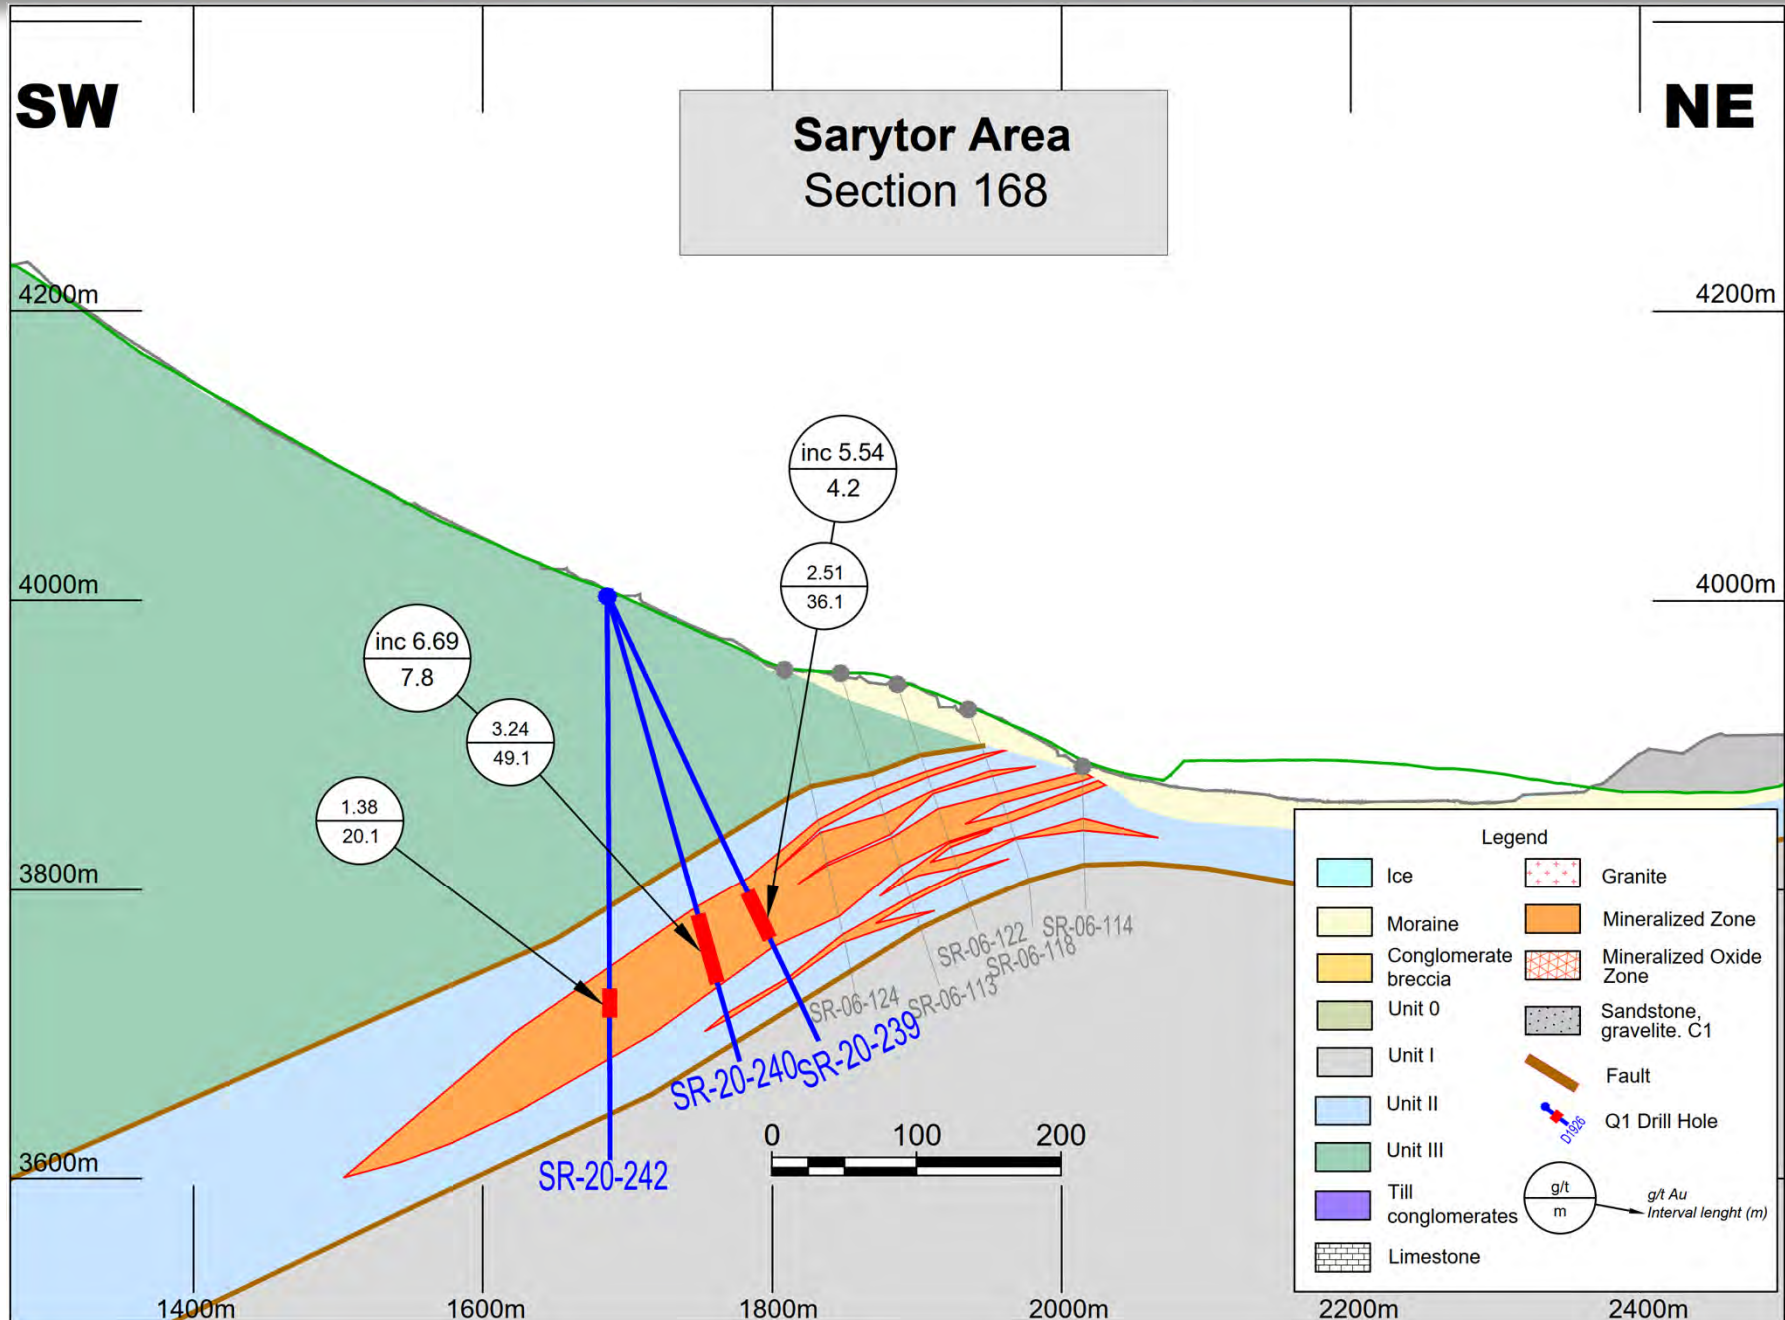 SW
NE
Sarytor Area
Section 168
4200m
4200m
inc 5.54
4.2
2.51
36.1
4000m
4000m
inc 6.69
7.8
3.24
49.1
1.38
20.1
3800m
SR-06-122
SR-06-118
SR-06-114
SR-06-124
SR-06-113
SR-20-240
SR-20-239
SR-20-242
0
100
200
3600m
1400m
1600m
1800m
2000m
2200m
2400m
Legend
Ice
Moraine
Conglomerate
breccia
Unit 0
Unit I
Unit II
Unit III
Till
conglomerates
Limestone
Granite
Mineralized Zone
Mineralized Oxide
Zone
Sandstone,
gravelite. C1
Fault
D1926
Q1 Drill Hole
g/t
m
g/t Au
Interval lenght (m)